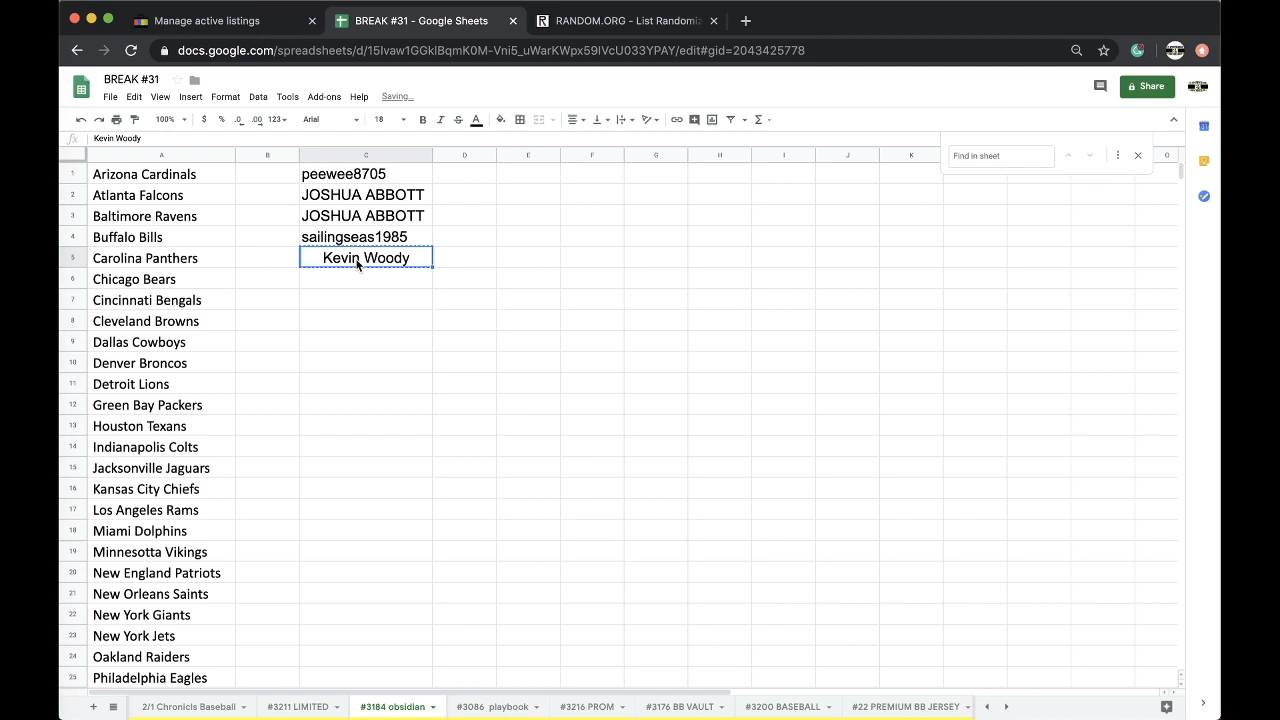 Manage active listings
BREAK #31 - Google Sheets
RANDOM.ORG - List Randomiz
docs.google.com/spreadsheets/d/15Ivaw1GGkIBqmK0M-Vni5_uWarKWpx59IVcU033YPAY/edit#gid=2043425778
BREAK #31
File Edit View Insert Format Data Tools Add-ons Help Saving...
Share
100% $ % .0 .00 123 Arial 18
Kevin Woody
Find in sheet
A B C D E F G H I J K O
1 Arizona Cardinals peewee8705
2 Atlanta Falcons JOSHUA ABBOTT
3 Baltimore Ravens JOSHUA ABBOTT
4 Buffalo Bills sailingseas1985
5 Carolina Panthers Kevin Woody
6 Chicago Bears
7 Cincinnati Bengals
8 Cleveland Browns
9 Dallas Cowboys
10 Denver Broncos
11 Detroit Lions
12 Green Bay Packers
13 Houston Texans
14 Indianapolis Colts
15 Jacksonville Jaguars
16 Kansas City Chiefs
17 Los Angeles Rams
18 Miami Dolphins
19 Minnesotta Vikings
20 New England Patriots
21 New Orleans Saints
22 New York Giants
23 New York Jets
24 Oakland Raiders
25 Philadelphia Eagles
2/1 Chronicls Baseball #3211 LIMITED #3184 obsidian #3086 playbook #3216 PROM #3176 BB VAULT #3200 BASEBALL #22 PREMIUM BB JERSEY